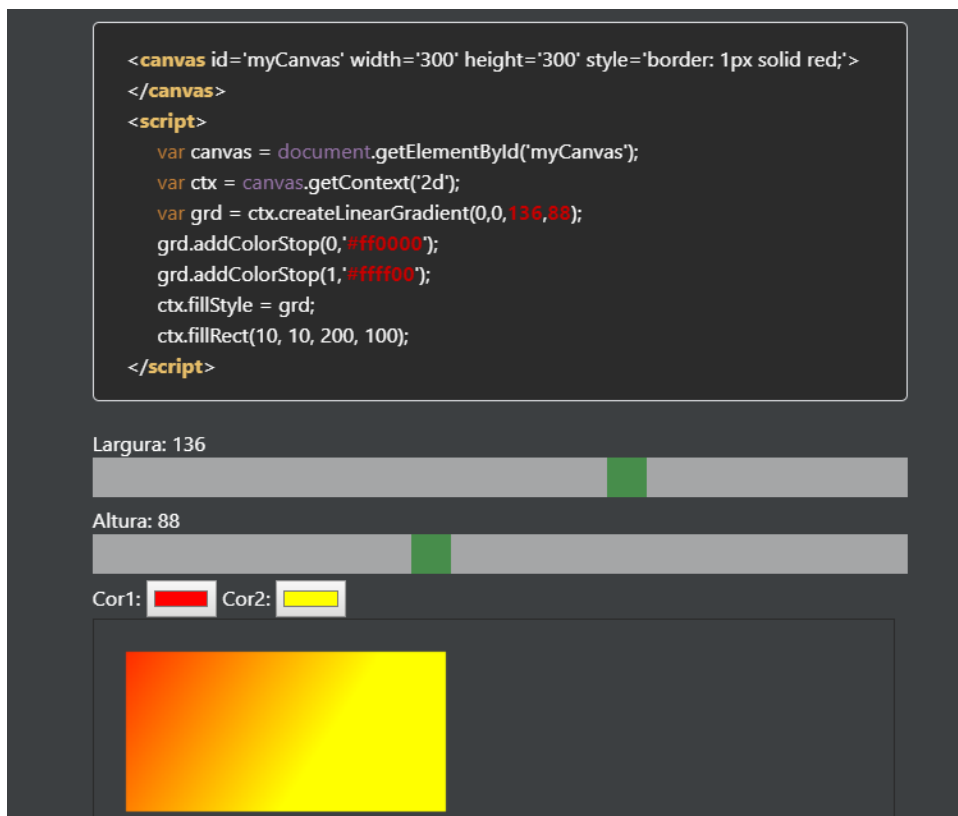 <canvas id='myCanvas' width='300' height='300' style='border: 1px solid red;'>
</canvas>
<script>
var canvas = document.getElementById('myCanvas');
var ctx = canvas.getContext('2d');
var grd = ctx.createLinearGradient(0,0,136,88);
grd.addColorStop(0,'#ff0000');
grd.addColorStop(1,'#ffff00');
ctx.fillStyle = grd;
ctx.fillRect(10, 10, 200, 100);
</script>
Largura: 136
Altura: 88
Cor1: Cor2: